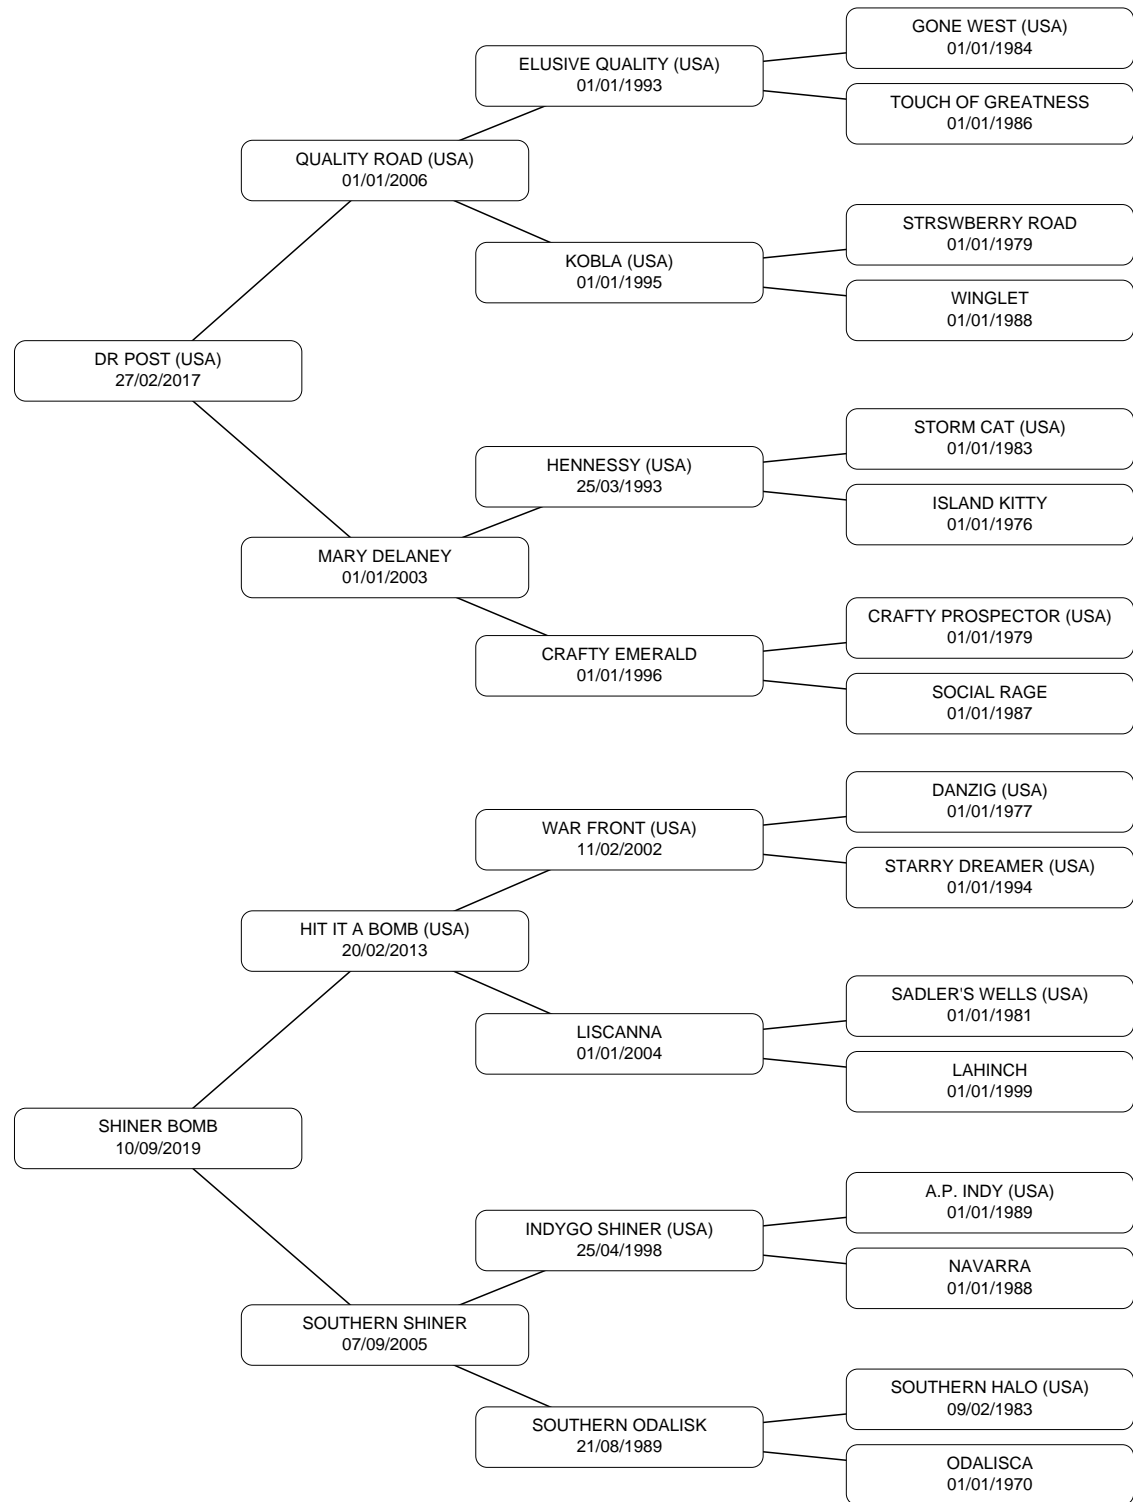 GONE WEST (USA)
01/01/1984
ELUSIVE QUALITY (USA)
01/01/1993
TOUCH OF GREATNESS
01/01/1986
QUALITY ROAD (USA)
01/01/2006
STRSWBERRY ROAD
01/01/1979
KOBLA (USA)
01/01/1995
WINGLET
01/01/1988
DR POST (USA)
27/02/2017
STORM CAT (USA)
01/01/1983
HENNESSY (USA)
25/03/1993
ISLAND KITTY
01/01/1976
MARY DELANEY
01/01/2003
CRAFTY PROSPECTOR (USA)
01/01/1979
CRAFTY EMERALD
01/01/1996
SOCIAL RAGE
01/01/1987
DANZIG (USA)
01/01/1977
WAR FRONT (USA)
11/02/2002
STARRY DREAMER (USA)
01/01/1994
HIT IT A BOMB (USA)
20/02/2013
SADLER'S WELLS (USA)
01/01/1981
LISCANNA
01/01/2004
LAHINCH
01/01/1999
SHINER BOMB
10/09/2019
A.P. INDY (USA)
01/01/1989
INDYGO SHINER (USA)
25/04/1998
NAVARRA
01/01/1988
SOUTHERN SHINER
07/09/2005
SOUTHERN HALO (USA)
09/02/1983
SOUTHERN ODALISK
21/08/1989
ODALISCA
01/01/1970